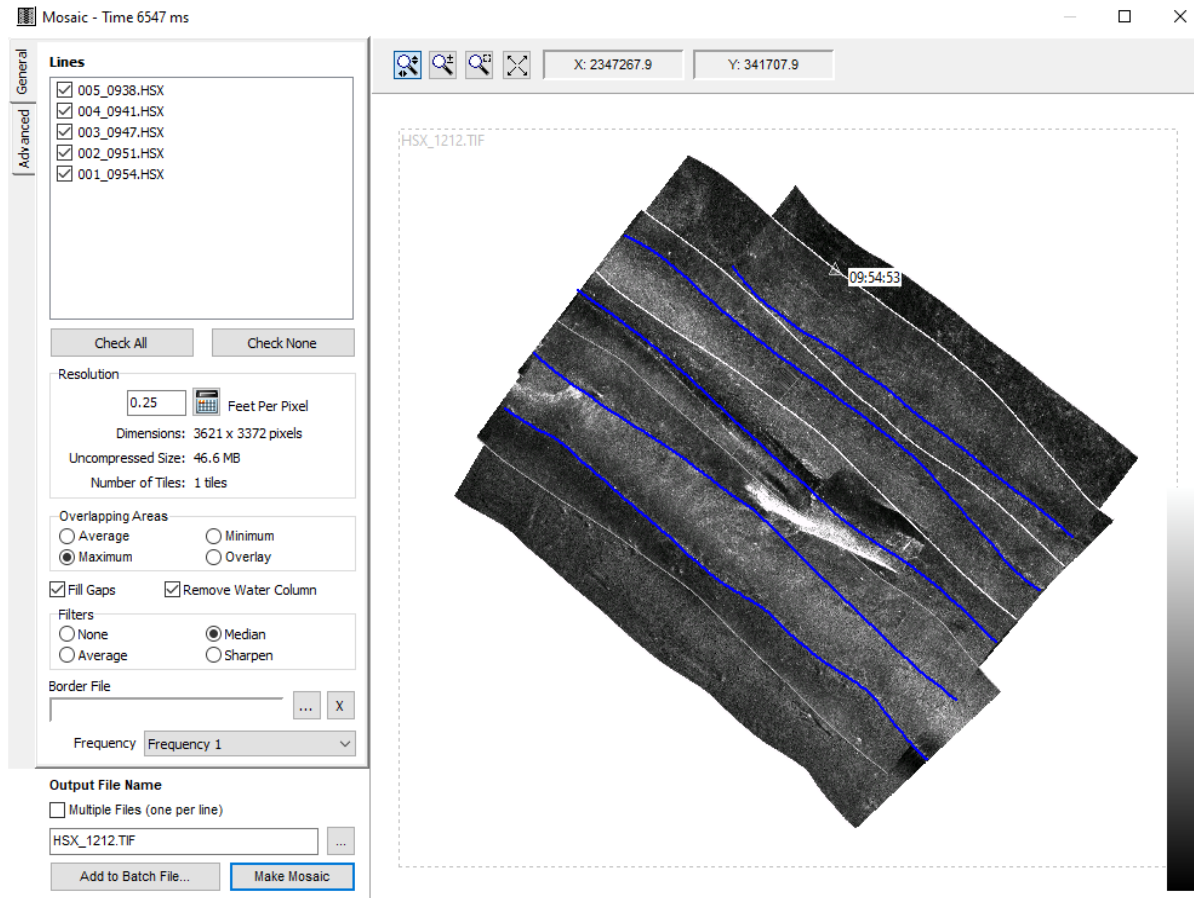 Mosaic - Time 6547 ms
General
Advanced
Lines
005_0938.HSX
004_0941.HSX
003_0947.HSX
002_0951.HSX
001_0954.HSX
Check All
Check None
Resolution
0.25
Feet Per Pixel
Dimensions: 3621 x 3372 pixels
Uncompressed Size: 46.6 MB
Number of Tiles: 1 tiles
Overlapping Areas
Average
Minimum
Maximum
Overlay
Fill Gaps
Remove Water Column
Filters
None
Median
Average
Sharpen
Border File
...
X
Frequency
Frequency 1
Output File Name
Multiple Files (one per line)
HSX_1212.TIF
...
Add to Batch File...
Make Mosaic
X: 2347267.9
Y: 341707.9
HSX_1212.TIF
09:54:53